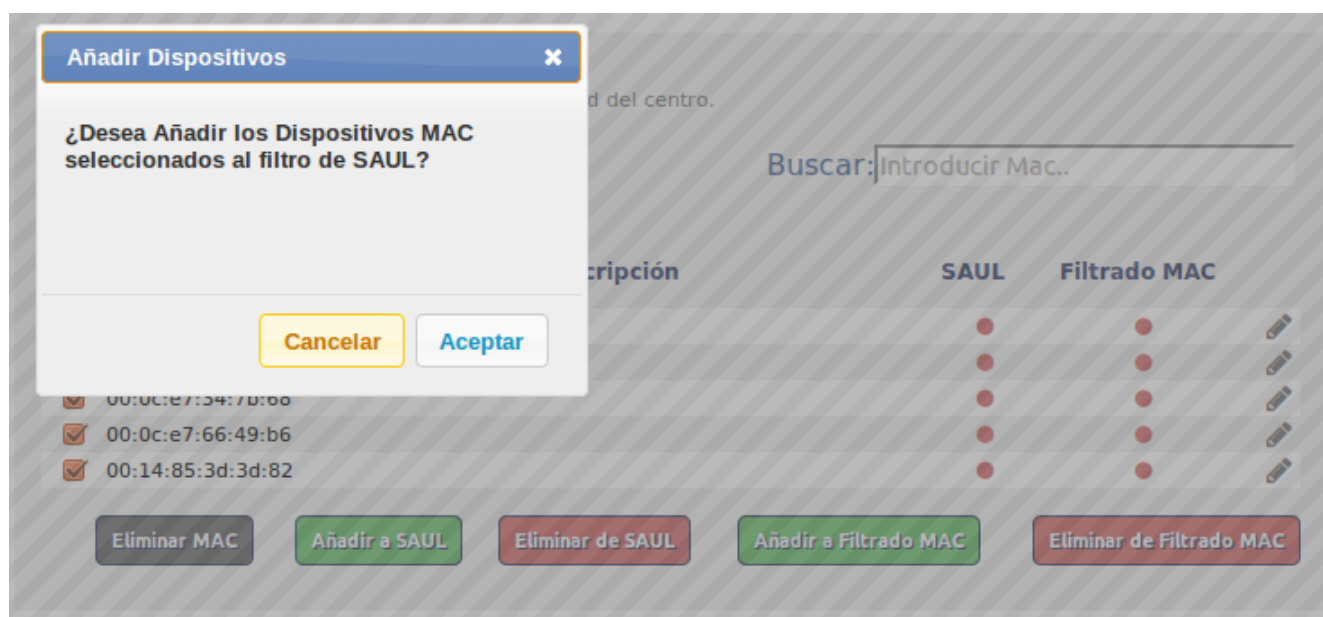 Añadir Dispositivos
d del centro.
¿Desea Añadir los Dispositivos MAC
seleccionados al filtro de SAUL?
Buscar: Introducir Mac..
cripción SAUL Filtrado MAC
Cancelar Aceptar
00:0c:e7:34:7b:68
00:0c:e7:66:49:b6
00:14:85:3d:3d:82
Eliminar MAC Añadir a SAUL Eliminar de SAUL Añadir a Filtrado MAC Eliminar de Filtrado MAC